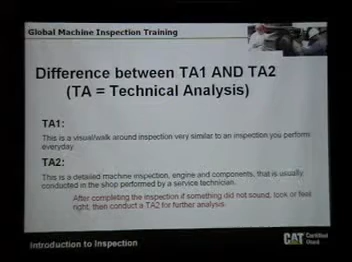 Global Machine Inspection Training
Difference between TA1 AND TA2
(TA = Technical Analysis)
TA1:
This is a visual/walk around inspection very similar to an inspection you perform
everyday.
TA2:
This is a detailed machine inspection, engine and components, that is usually
conducted in the shop performed by a service technician.
After completing the inspection if something did not sound, look or feel
right, then conduct a TA2 for further analysis.
Introduction to Inspection
CAT Certified
Used